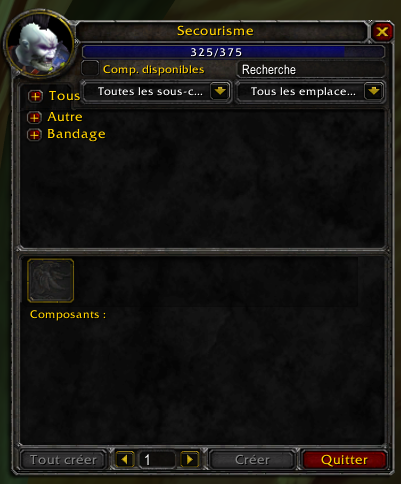 Secourisme
325/375
Comp. disponibles
Recherche
Tous
Toutes les sous-c...
Tous les emplace...
Autre
Bandage
Composants :
Tout créer
1
Créer
Quitter